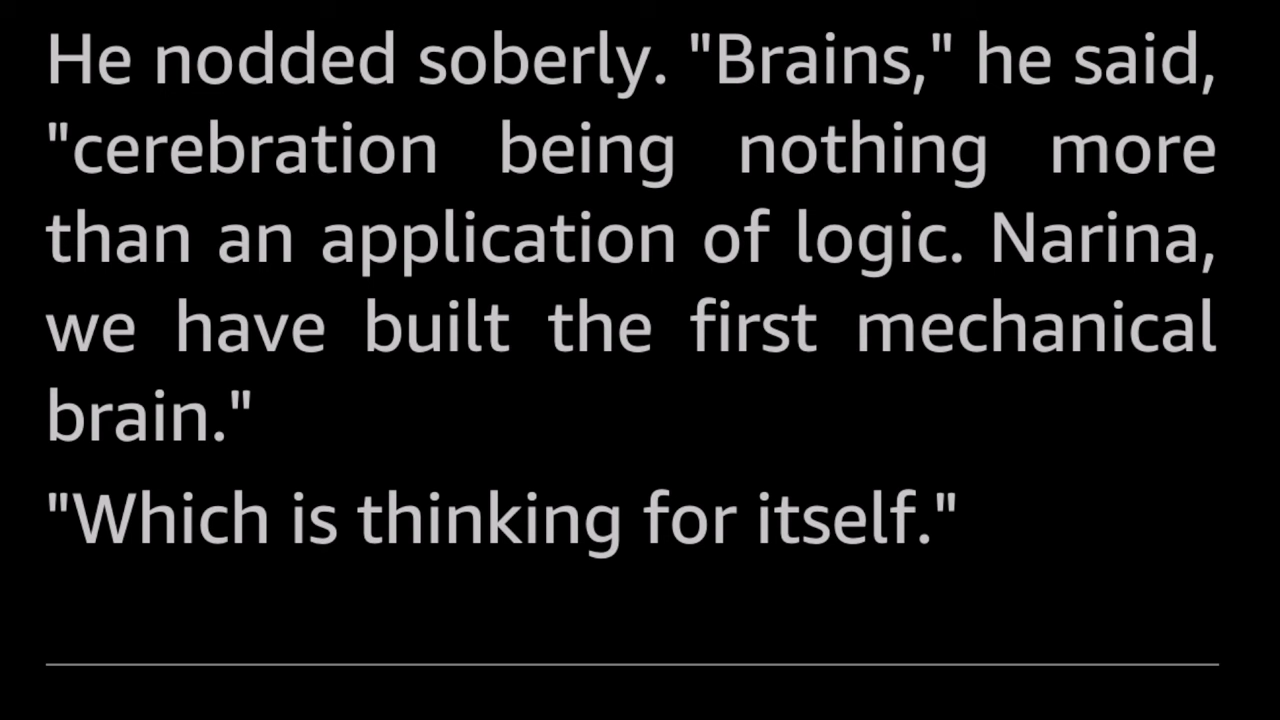 He nodded soberly. "Brains," he said,
"cerebration being nothing more
than an application of logic. Narina,
we have built the first mechanical
brain."
"Which is thinking for itself."